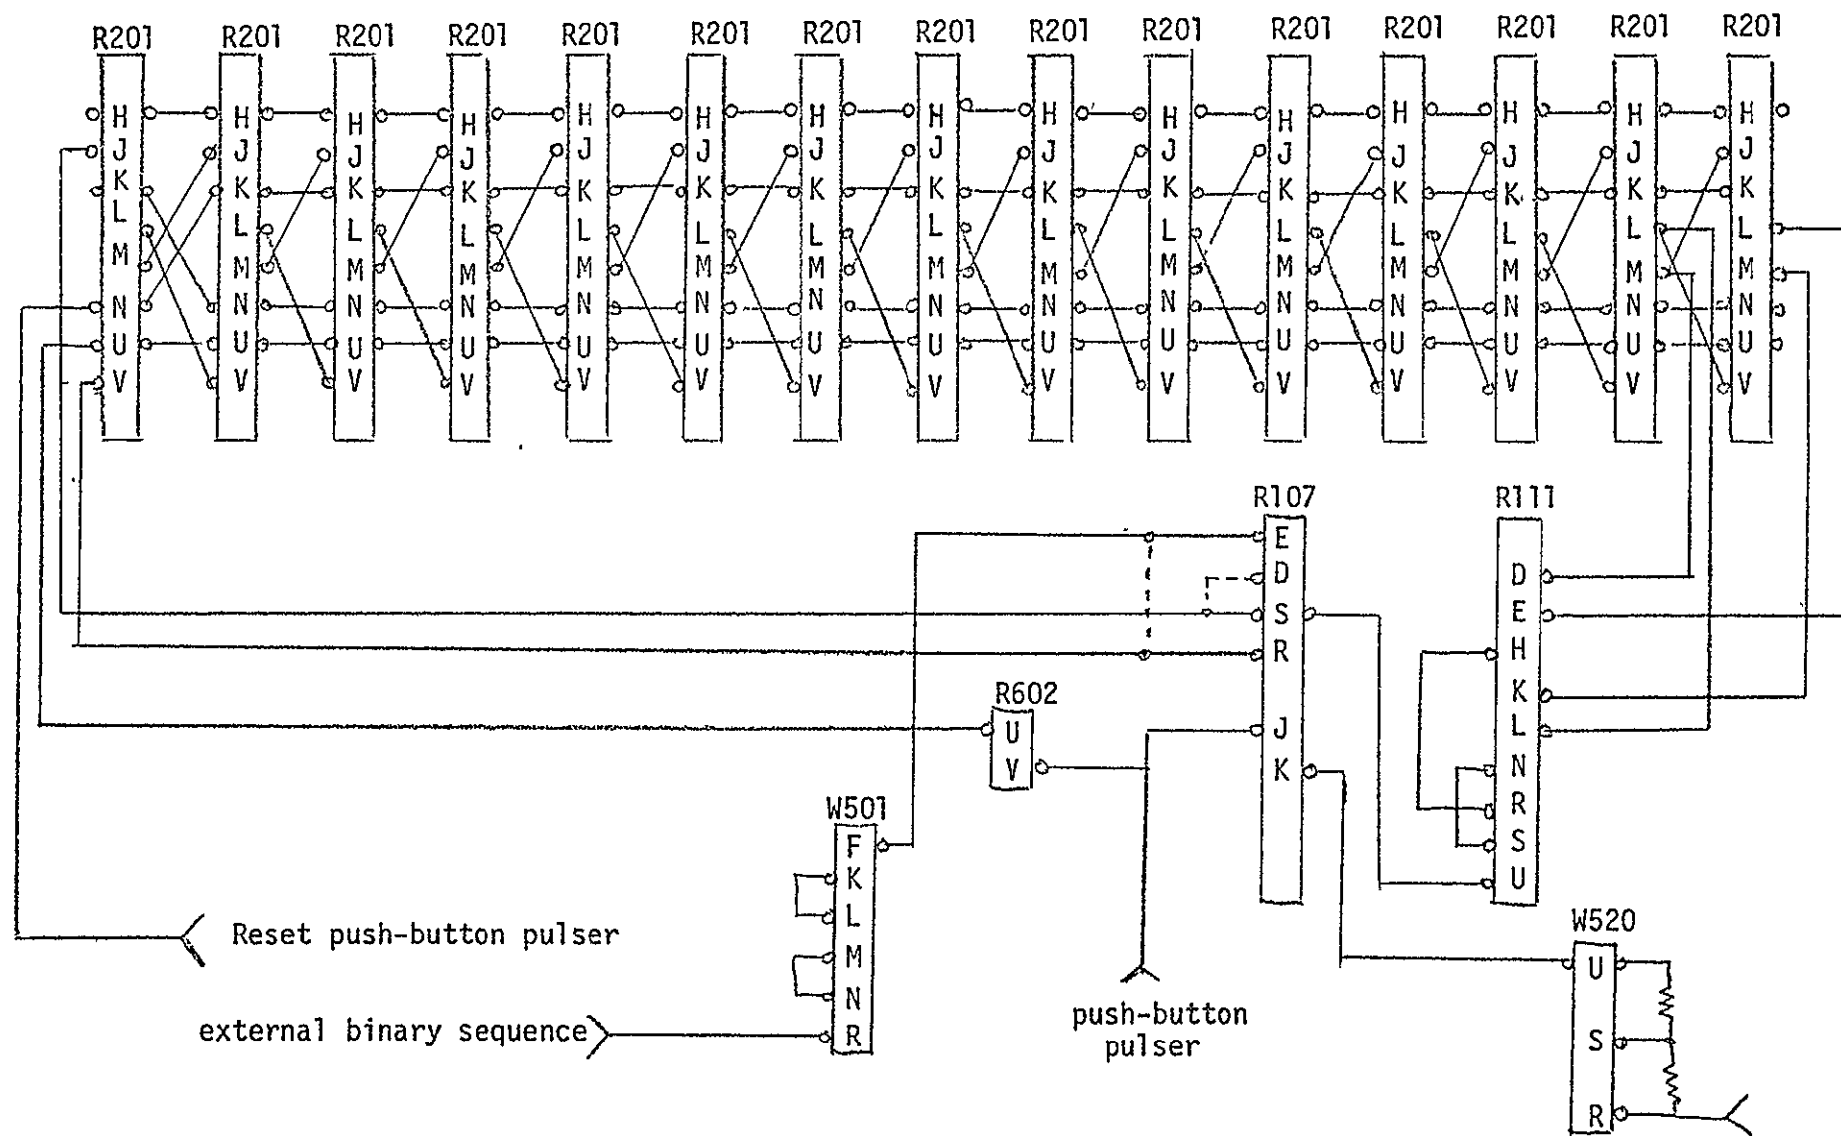 R201 R201 R201 R201 R201 R201 R201 R201 R201 R201 R201 R201 R201 R201 R201
H H H H H H H H H H H H H H H
J J J J J J J J J J J J J J J
K K K K K K K K K K K K K K K
L L L L L L L L L L L L L L L
M M M M M M M M M M M M M M M
N N N N N N N N N N N N N N N
U U U U U U U U U U U U U U U
V V V V V V V V V V V V V V V
R107
E
D
S
R
J
K
R111
D
E
H
K
L
N
R
S
U
R602
U
V
W501
F
K
L
M
N
R
W520
U
S
R
Reset push-button pulser
external binary sequence
push-button
pulser